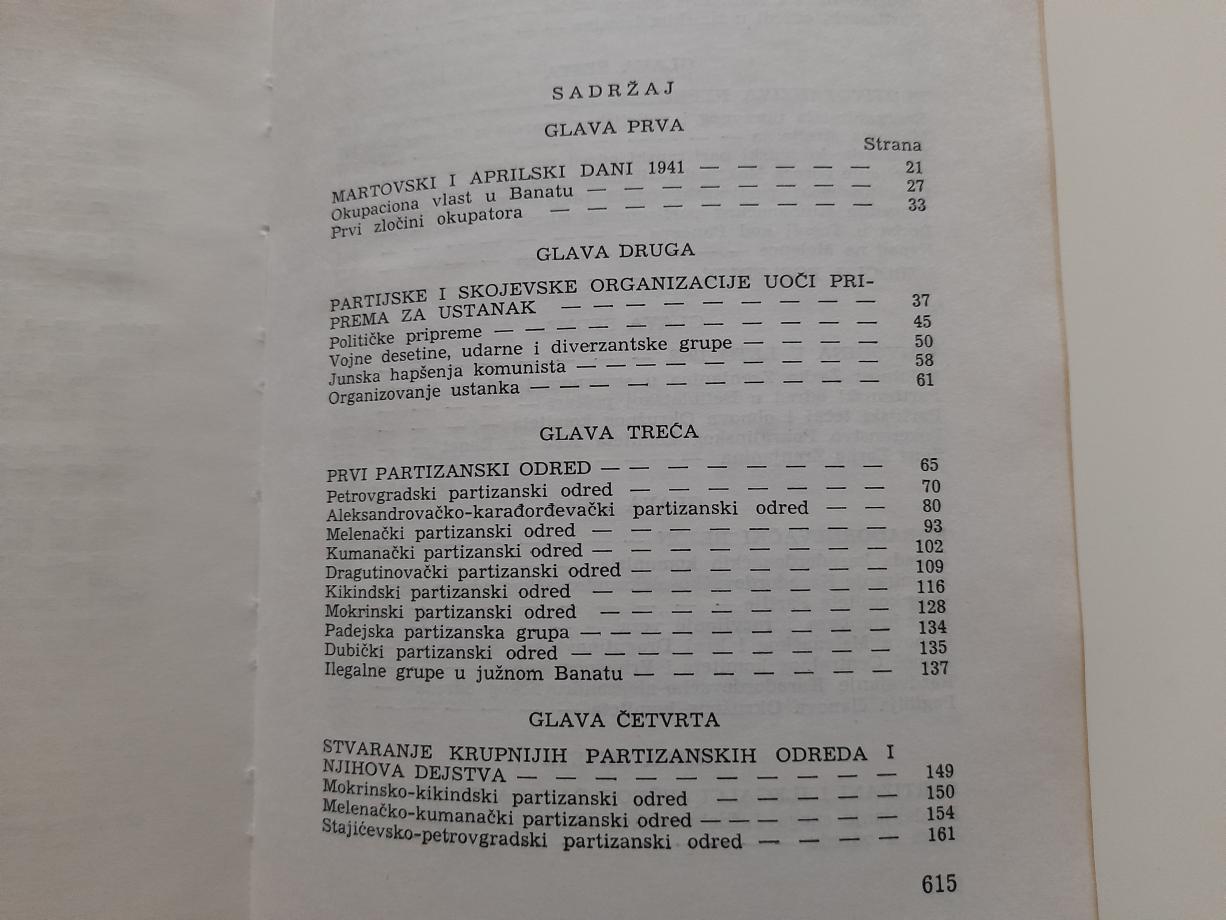 SADRŽAJ
GLAVA PRVA
Strana
MARTOVSKI I APRILSKI DANI 1941 — — — — — 21
Okupaciona vlast u Banatu — — — — — — — — 27
Prvi zločini okupatora — — — — — — — — — 33
GLAVA DRUGA
PARTIJSKE I SKOJEVSKE ORGANIZACIJE UOČI PRI-
PREMA ZA USTANAK — — — — — — — — — 37
Političke pripreme — — — — — — — — — — — 45
Vojne desetine, udarne i diverzantske grupe — — — — 50
Junska hapšenja komunista — — — — — — — — — 58
Organizovanje ustanka — — — — — — — — — — 61
GLAVA TREĆA
PRVI PARTIZANSKI ODRED — — — — — — — — 65
Petrovgradski partizanski odred — — — — — — — 70
Aleksandrovačko-karađorđevački partizanski odred — — 80
Melenački partizanski odred — — — — — — — — 93
Kumanački partizanski odred — — — — — — — — 102
Dragutinovački partizanski odred — — — — — — — 109
Kikindski partizanski odred — — — — — — — — 116
Mokrinski partizanski odred — — — — — — — — 128
Padejska partizanska grupa — — — — — — — — — 134
Dubički partizanski odred — — — — — — — — — 135
Ilegalne grupe u južnom Banatu — — — — — — — 137
GLAVA ČETVRTA
STVARANJE KRUPNIJIH PARTIZANSKIH ODREDA I
NJIHOVA DEJSTVA — — — — — — — — — — 149
Mokrinsko-kikindski partizanski odred — — — — — 150
Melenačko-kumanački partizanski odred — — — — — — 154
Stajićevsko-petrovgradski partizanski odred — — — — 161
615